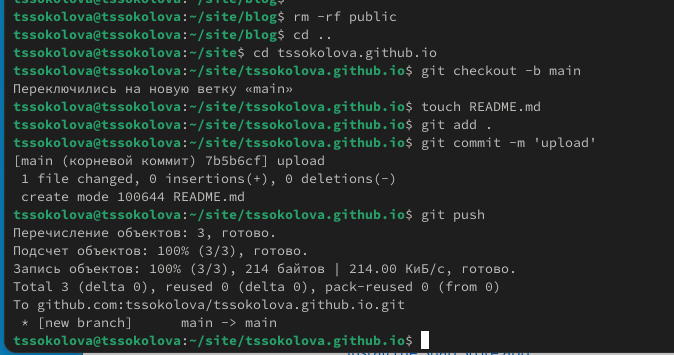 tssokolova@tssokolova:~/site/blog$
tssokolova@tssokolova:~/site/blog$ rm -rf public
tssokolova@tssokolova:~/site/blog$ cd ..
tssokolova@tssokolova:~/site$ cd tssokolova.github.io
tssokolova@tssokolova:~/site/tssokolova.github.io$ git checkout -b main
Переключились на новую ветку «main»
tssokolova@tssokolova:~/site/tssokolova.github.io$ touch README.md
tssokolova@tssokolova:~/site/tssokolova.github.io$ git add .
tssokolova@tssokolova:~/site/tssokolova.github.io$ git commit -m 'upload'
[main (корневой коммит) 7b5b6cf] upload
 1 file changed, 0 insertions(+), 0 deletions(-)
 create mode 100644 README.md
tssokolova@tssokolova:~/site/tssokolova.github.io$ git push
Перечисление объектов: 3, готово.
Подсчет объектов: 100% (3/3), готово.
Запись объектов: 100% (3/3), 214 байтов | 214.00 КиБ/с, готово.
Total 3 (delta 0), reused 0 (delta 0), pack-reused 0 (from 0)
To github.com:tssokolova/tssokolova.github.io.git
 * [new branch]      main -> main
tssokolova@tssokolova:~/site/tssokolova.github.io$